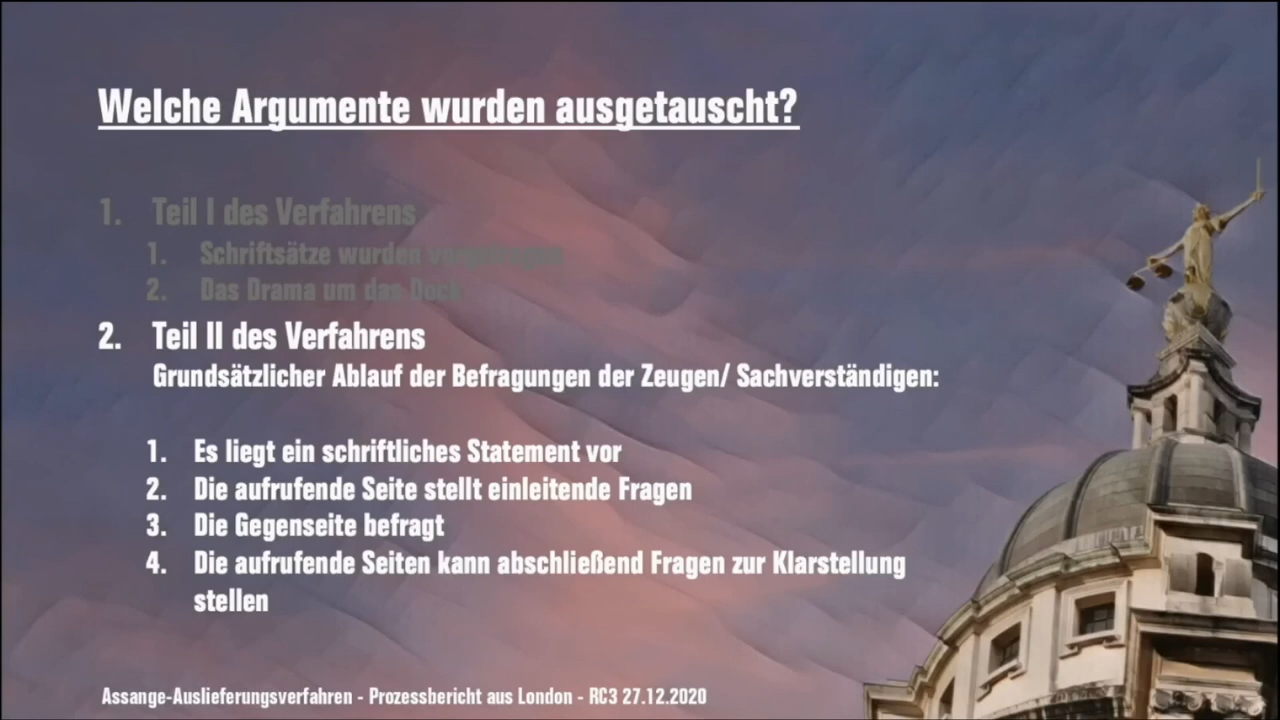 Welche Argumente wurden ausgetauscht?
1. Teil I des Verfahrens
1. Schriftsätze wurden vorgetragen
2. Das Drama um das Dock
2. Teil II des Verfahrens
Grundsätzlicher Ablauf der Befragungen der Zeugen/ Sachverständigen:
1. Es liegt ein schriftliches Statement vor
2. Die aufrufende Seite stellt einleitende Fragen
3. Die Gegenseite befragt
4. Die aufrufende Seiten kann abschließend Fragen zur Klarstellung
stellen
Assange-Auslieferungsverfahren - Prozessbericht aus London - RC3 27.12.2020